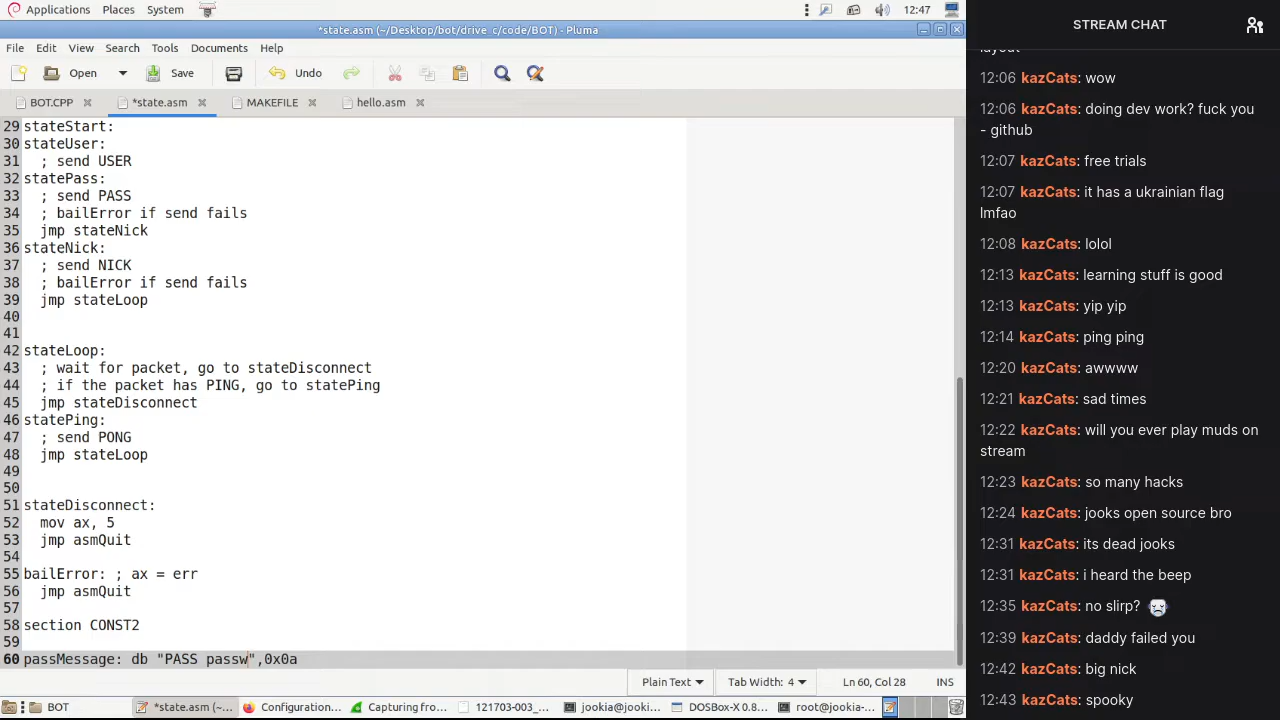 Applications Places System 12:47
*state.asm (~/Desktop/bot/drive_c/code/BOT) - Pluma
File Edit View Search Tools Documents Help
Open Save Undo
BOT.CPP *state.asm MAKEFILE hello.asm
29 stateStart:
30 stateUser:
31 ; send USER
32 statePass:
33 ; send PASS
34 ; bailError if send fails
35 jmp stateNick
36 stateNick:
37 ; send NICK
38 ; bailError if send fails
39 jmp stateLoop
40
41
42 stateLoop:
43 ; wait for packet, go to stateDisconnect
44 ; if the packet has PING, go to statePing
45 jmp stateDisconnect
46 statePing:
47 ; send PONG
48 jmp stateLoop
49
50
51 stateDisconnect:
52 mov ax, 5
53 jmp asmQuit
54
55 bailError: ; ax = err
56 jmp asmQuit
57
58 section CONST2
59
60 passMessage: db "PASS passw",0x0a
Plain Text Tab Width: 4 Ln 60, Col 28 INS
BOT *state.asm (~... Configuration... Capturing fro... 121703-003_... jookia@jooki... DOSBox-X 0.8... root@jookia-...
STREAM CHAT
layout
12:06 kazCats: wow
12:06 kazCats: doing dev work? fuck you
- github
12:07 kazCats: free trials
12:07 kazCats: it has a ukrainian flag
lmfao
12:08 kazCats: lolol
12:13 kazCats: learning stuff is good
12:13 kazCats: yip yip
12:14 kazCats: ping ping
12:20 kazCats: awwww
12:21 kazCats: sad times
12:22 kazCats: will you ever play muds on
stream
12:23 kazCats: so many hacks
12:24 kazCats: jooks open source bro
12:31 kazCats: its dead jooks
12:31 kazCats: i heard the beep
12:35 kazCats: no slirp?
12:39 kazCats: daddy failed you
12:42 kazCats: big nick
12:43 kazCats: spooky